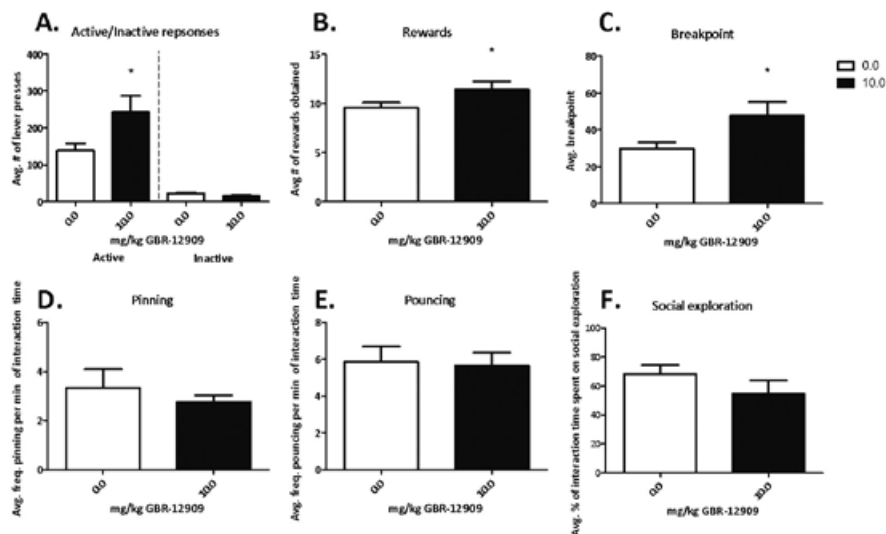 A.
Active/Inactive repsonses
Avg. # of lever presses
400
300
200
100
0
*
0.0
10.0
0.0
10.0
mg/kg GBR-12909
Active
Inactive
B.
Rewards
Avg # of rewards obtained
15
10
5
0
*
0.0
10.0
mg/kg GBR-12909
C.
Breakpoint
Avg. breakpoint
80
60
40
20
0
*
0.0
10.0
mg/kg GBR-12909
0.0
10.0
D.
Pinning
Avg. freq. pinning per min of interaction time
6
4
2
0
0.0
10.0
mg/kg GBR-12909
E.
Pouncing
Avg. freq. pouncing per min of interaction time
8
6
4
2
0
0.0
10.0
mg/kg GBR-12909
F.
Social exploration
Avg. % of interaction time spent on social exploration
100
80
60
40
20
0
0.0
10.0
mg/kg GBR-12909